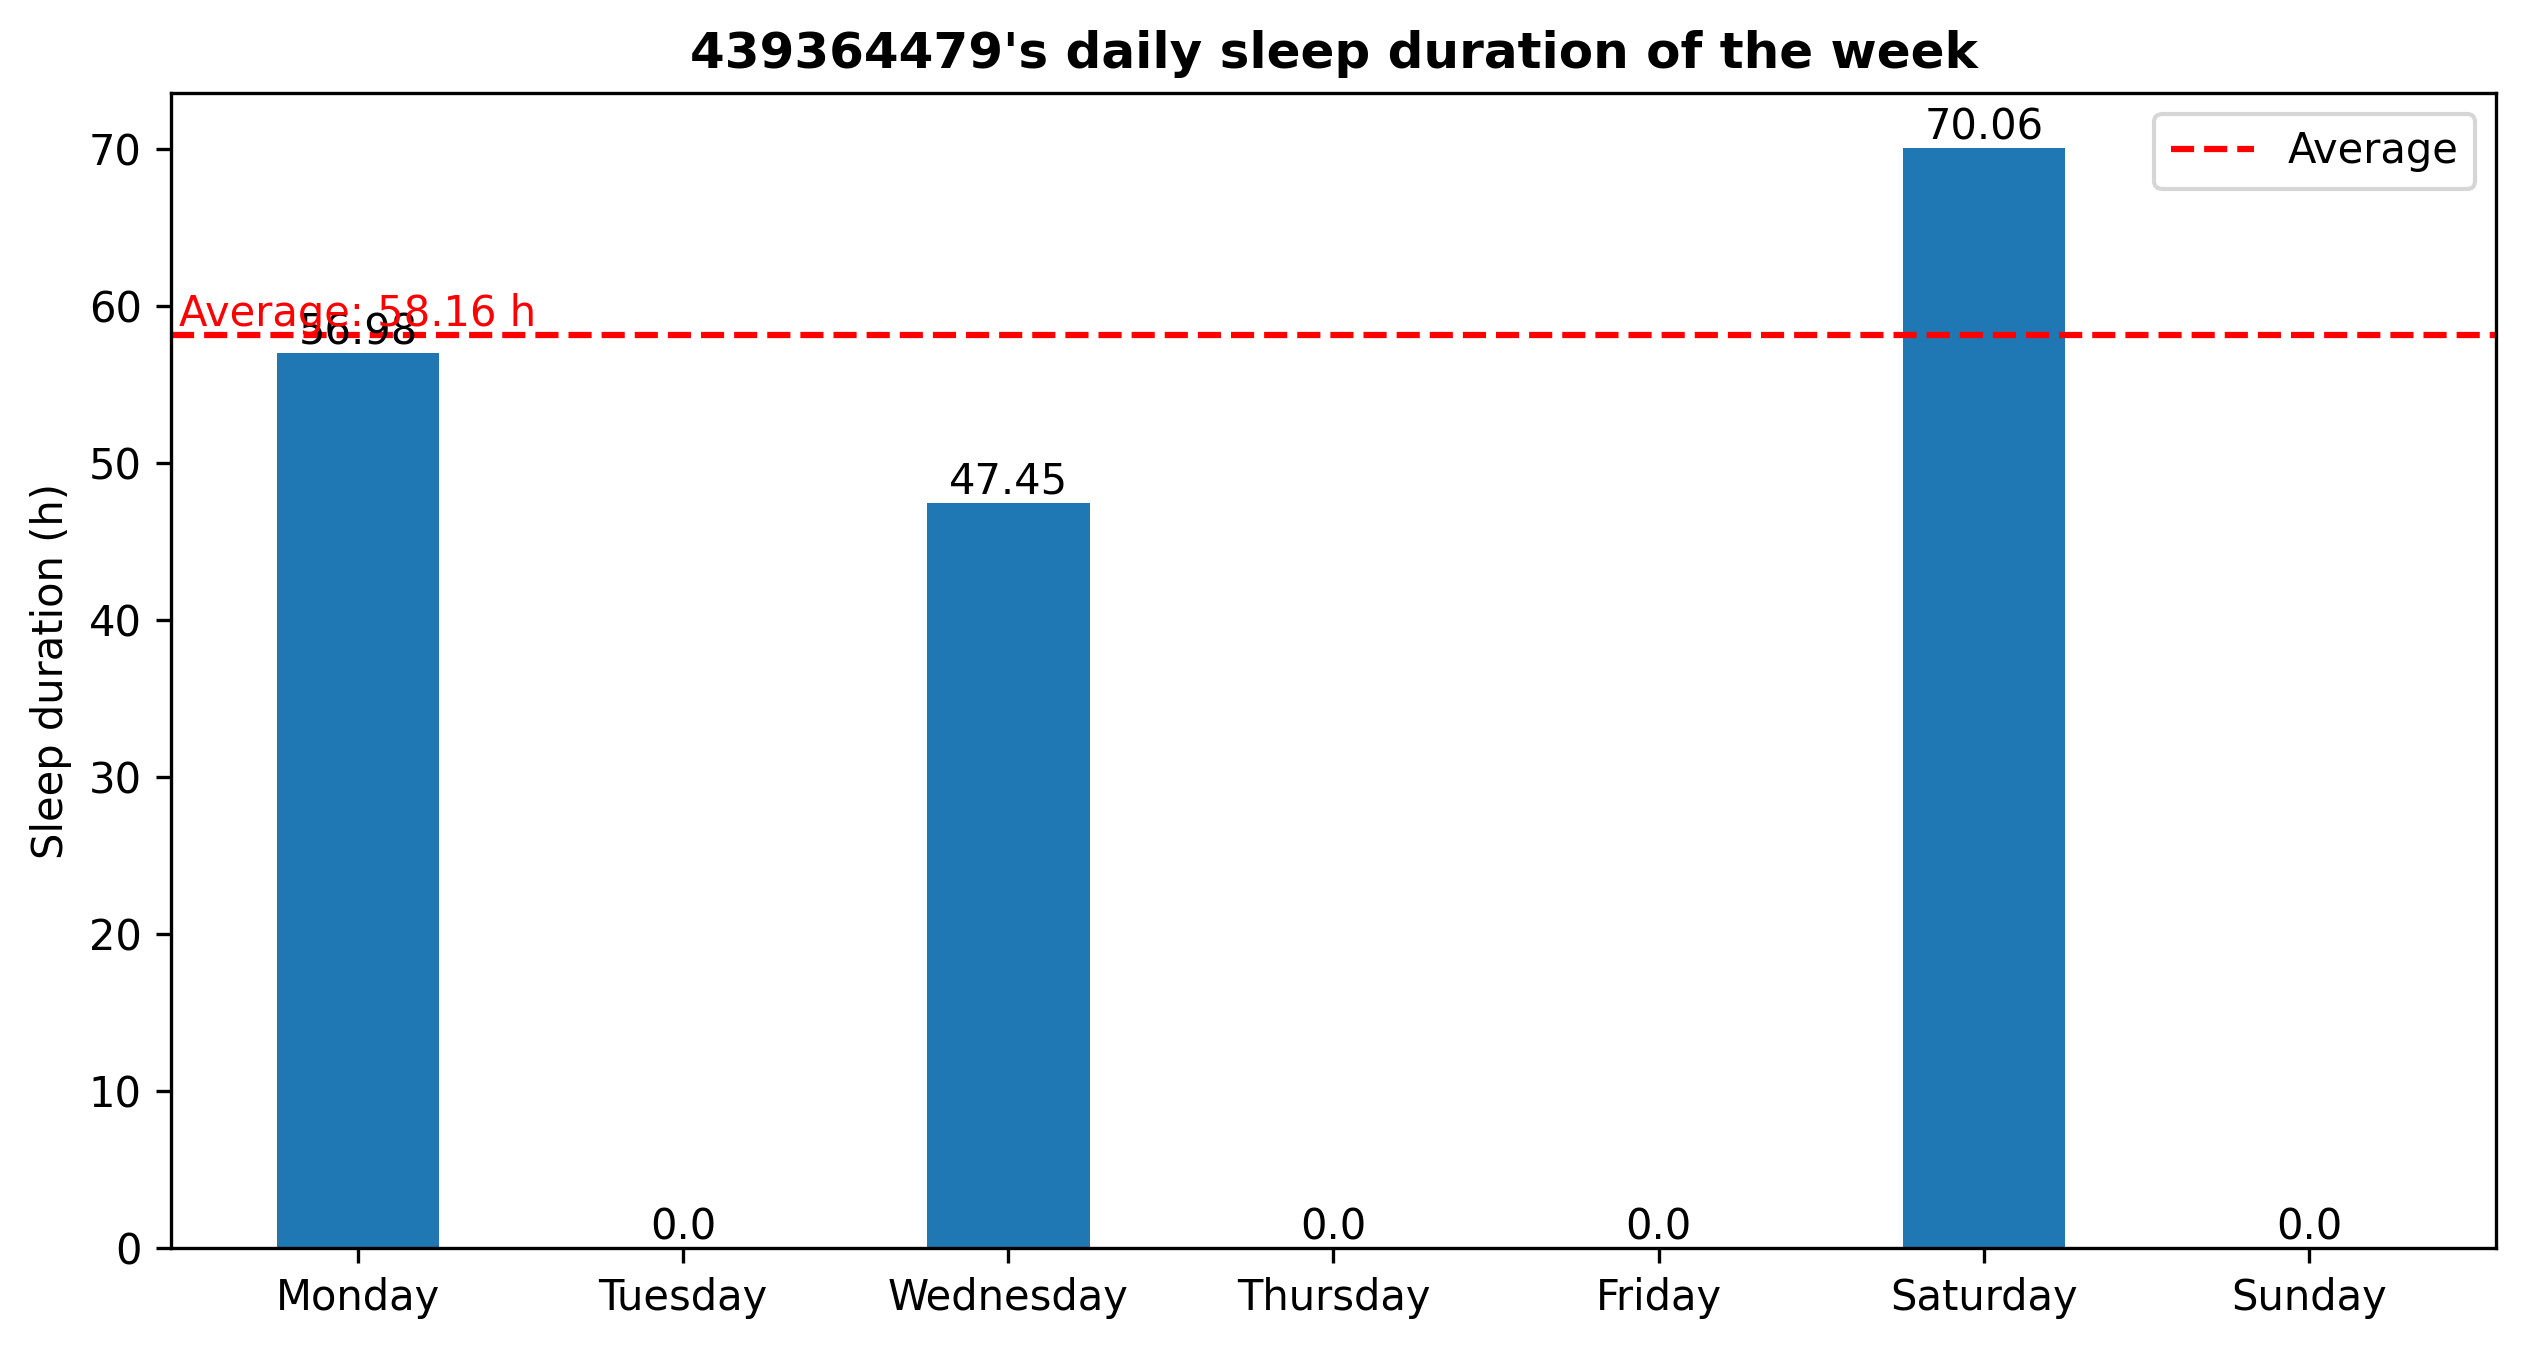 439364479's daily sleep duration of the week
Average
70.06
70
60
Average: 58.16 h
56.98
50
47.45
40
30
20
10
0
Sleep duration (h)
0.0
0.0
0.0
0.0
Monday
Tuesday
Wednesday
Thursday
Friday
Saturday
Sunday